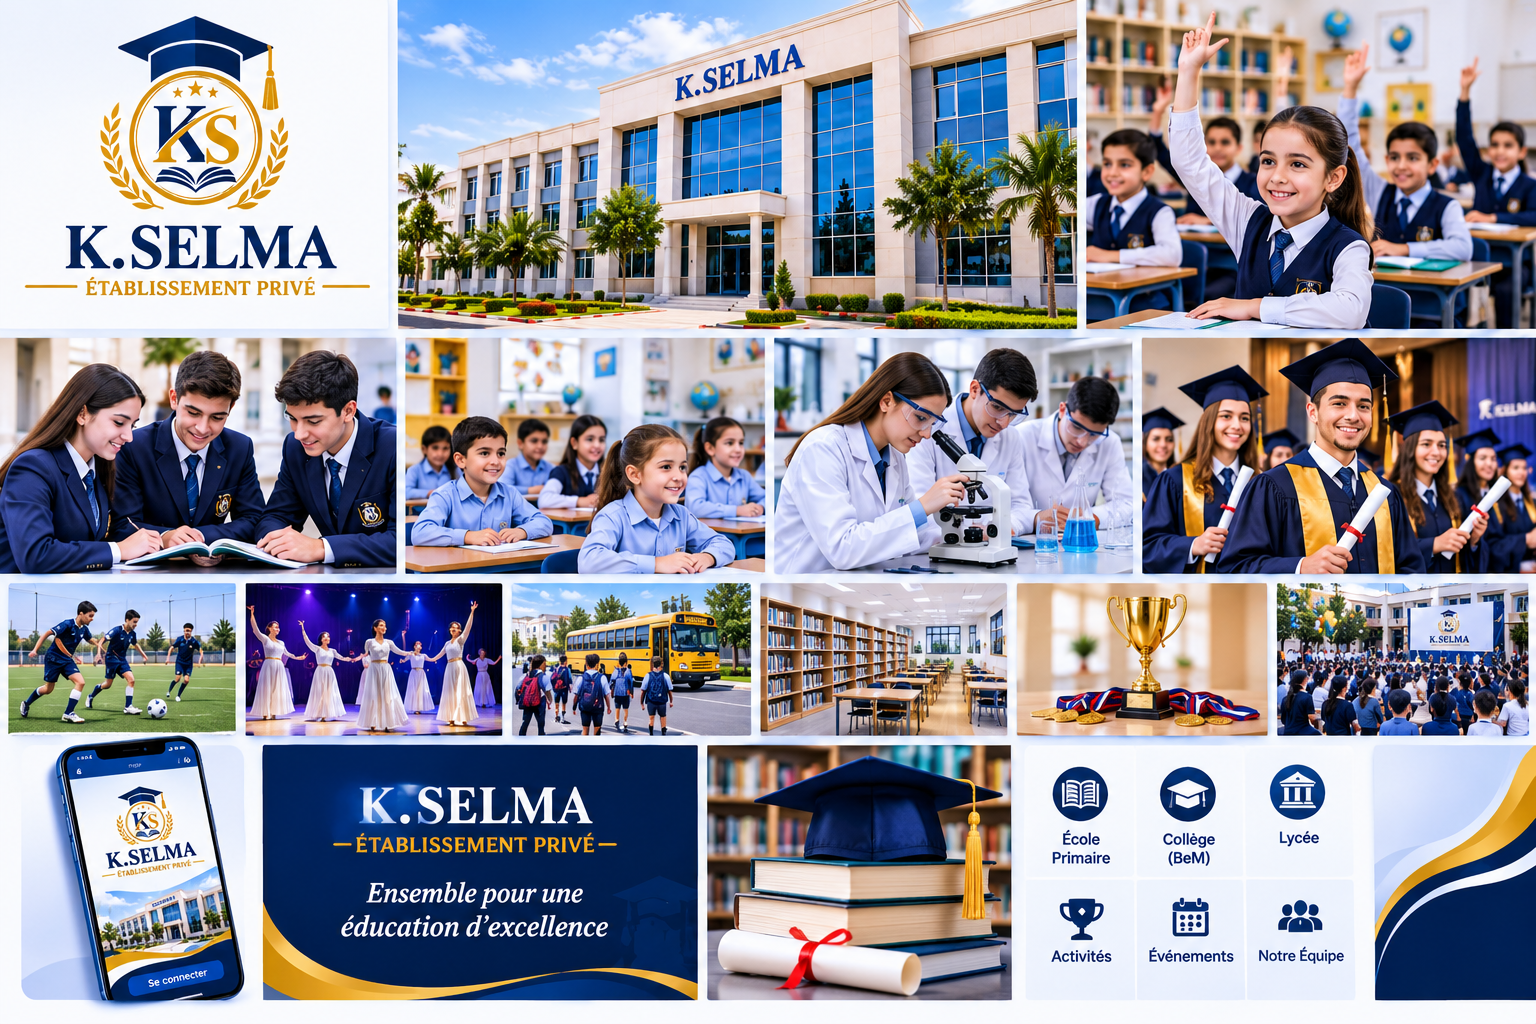 KS
K.SELMA
ÉTABLISSEMENT PRIVÉ
K.SELMA
K.SELMA
K.SELMA
KS
K.SELMA
ÉTABLISSEMENT PRIVÉ
Se connecter
K.SELMA
ÉTABLISSEMENT PRIVÉ
Ensemble pour une
éducation d'excellence
École
Primaire
Collège
(BeM)
Lycée
Activités
Événements
Notre Équipe